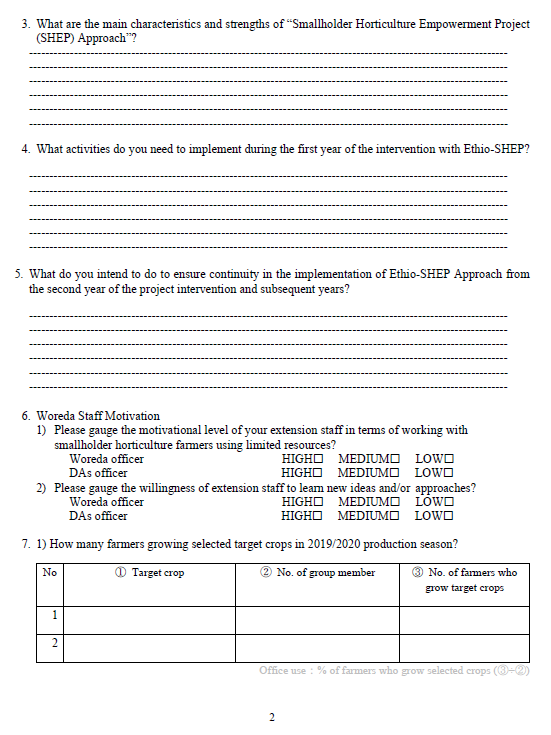 3. What are the main characteristics and strengths of “Smallholder Horticulture Empowerment Project
(SHEP) Approach”?
4. What activities do you need to implement during the first year of the intervention with Ethio-SHEP?
5. What do you intend to do to ensure continuity in the implementation of Ethio-SHEP Approach from
the second year of the project intervention and subsequent years?
6. Woreda Staff Motivation
1) Please gauge the motivational level of your extension staff in terms of working with
smallholder horticulture farmers using limited resources?
Woreda officer HIGH☐ MEDIUM☐ LOW☐
DAs officer HIGH☐ MEDIUM☐ LOW☐
2) Please gauge the willingness of extension staff to learn new ideas and/or approaches?
Woreda officer HIGH☐ MEDIUM☐ LOW☐
DAs officer HIGH☐ MEDIUM☐ LOW☐
7. 1) How many farmers growing selected target crops in 2019/2020 production season?
No ① Target crop ② No. of group member ③ No. of farmers who
grow target crops
1
2
Office use : % of farmers who grow selected crops (③÷②)
2